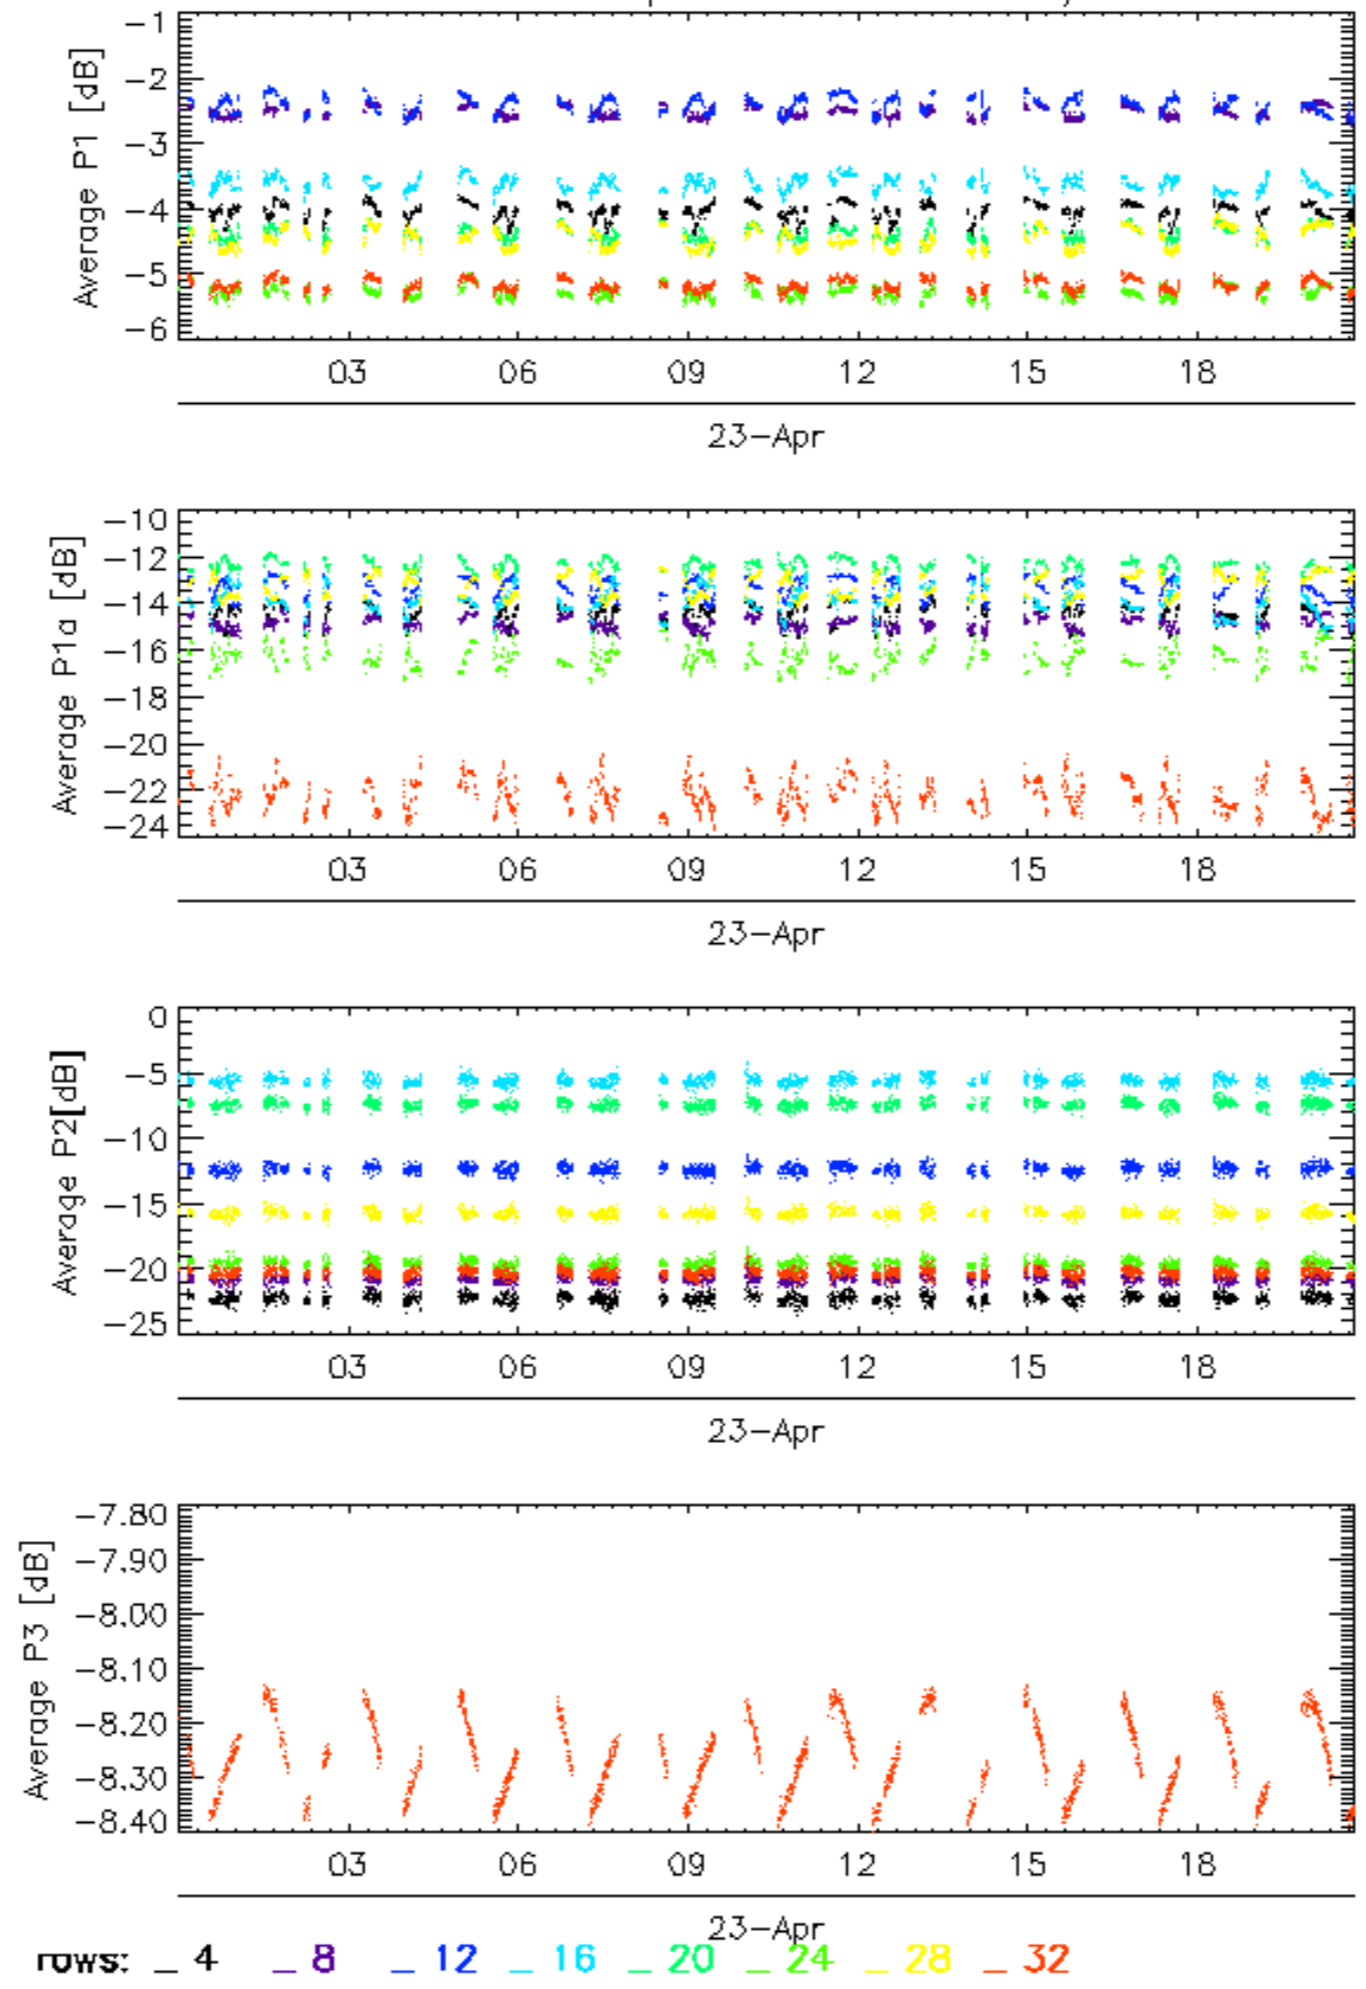 Average P1 [dB]
-1
-2
-3
-4
-5
-6
03 06 09 12 15 18
23-Apr
Average P1a [dB]
-10
-12
-14
-16
-18
-20
-22
-24
03 06 09 12 15 18
23-Apr
Average P2[dB]
0
-5
-10
-15
-20
-25
03 06 09 12 15 18
23-Apr
Average P3 [dB]
-7.80
-7.90
-8.00
-8.10
-8.20
-8.30
-8.40
03 06 09 12 15 18
23-Apr
rows: _ 4 _ 8 _ 12 _ 16 _ 20 _ 24 _ 28 _ 32